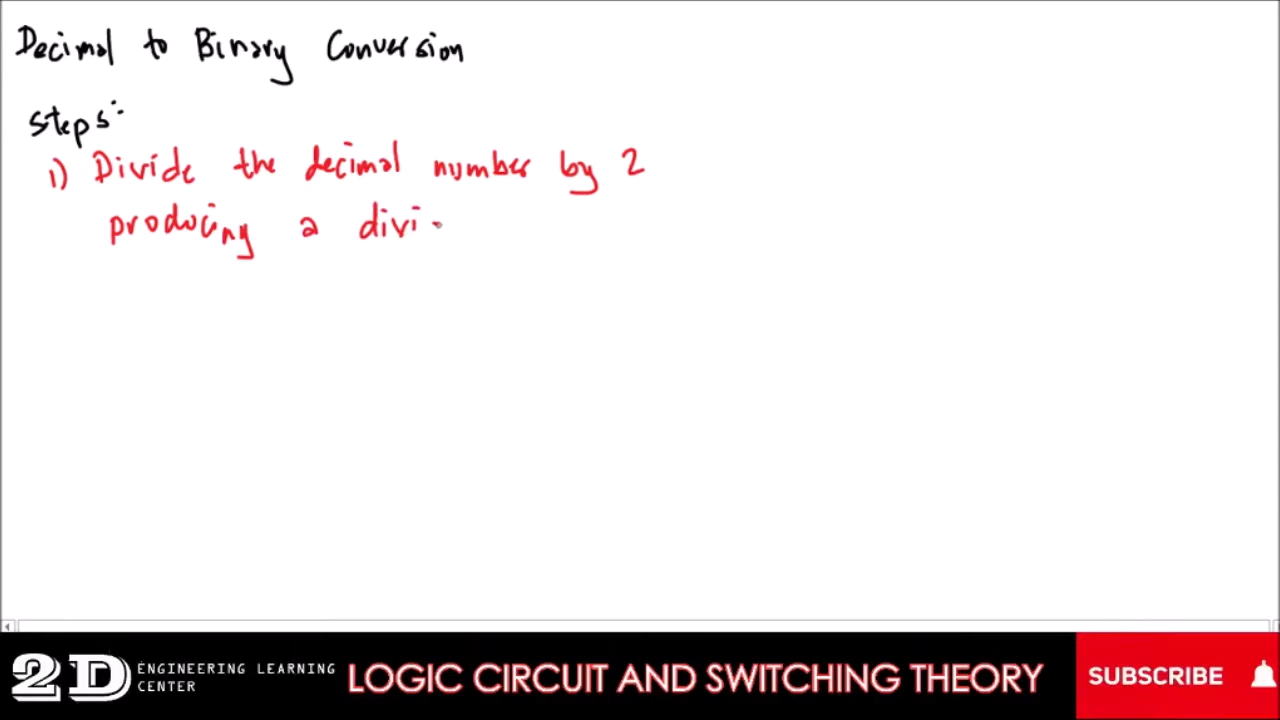 Decimal to Binary Conversion
Steps:
1) Divide the decimal number by 2
producing a divi
2D ENGINEERING LEARNING
CENTER
LOGIC CIRCUIT AND SWITCHING THEORY
SUBSCRIBE